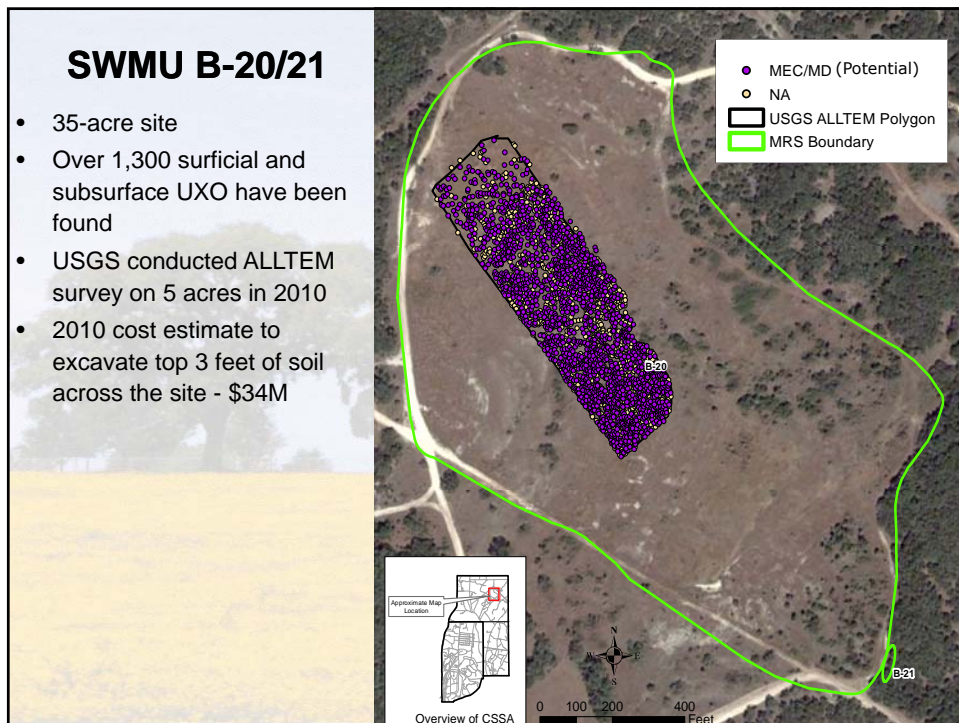 SWMU B-20/21
• 35-acre site
• Over 1,300 surficial and
subsurface UXO have been
found
• USGS conducted ALLTEM
survey on 5 acres in 2010
• 2010 cost estimate to
excavate top 3 feet of soil
across the site - $34M
MEC/MD (Potential)
NA
USGS ALLTEM Polygon
MRS Boundary
B-20
B-21
Approximate Map
Location
Overview of CSSA
N
W E
S
0 100 200 400
Feet